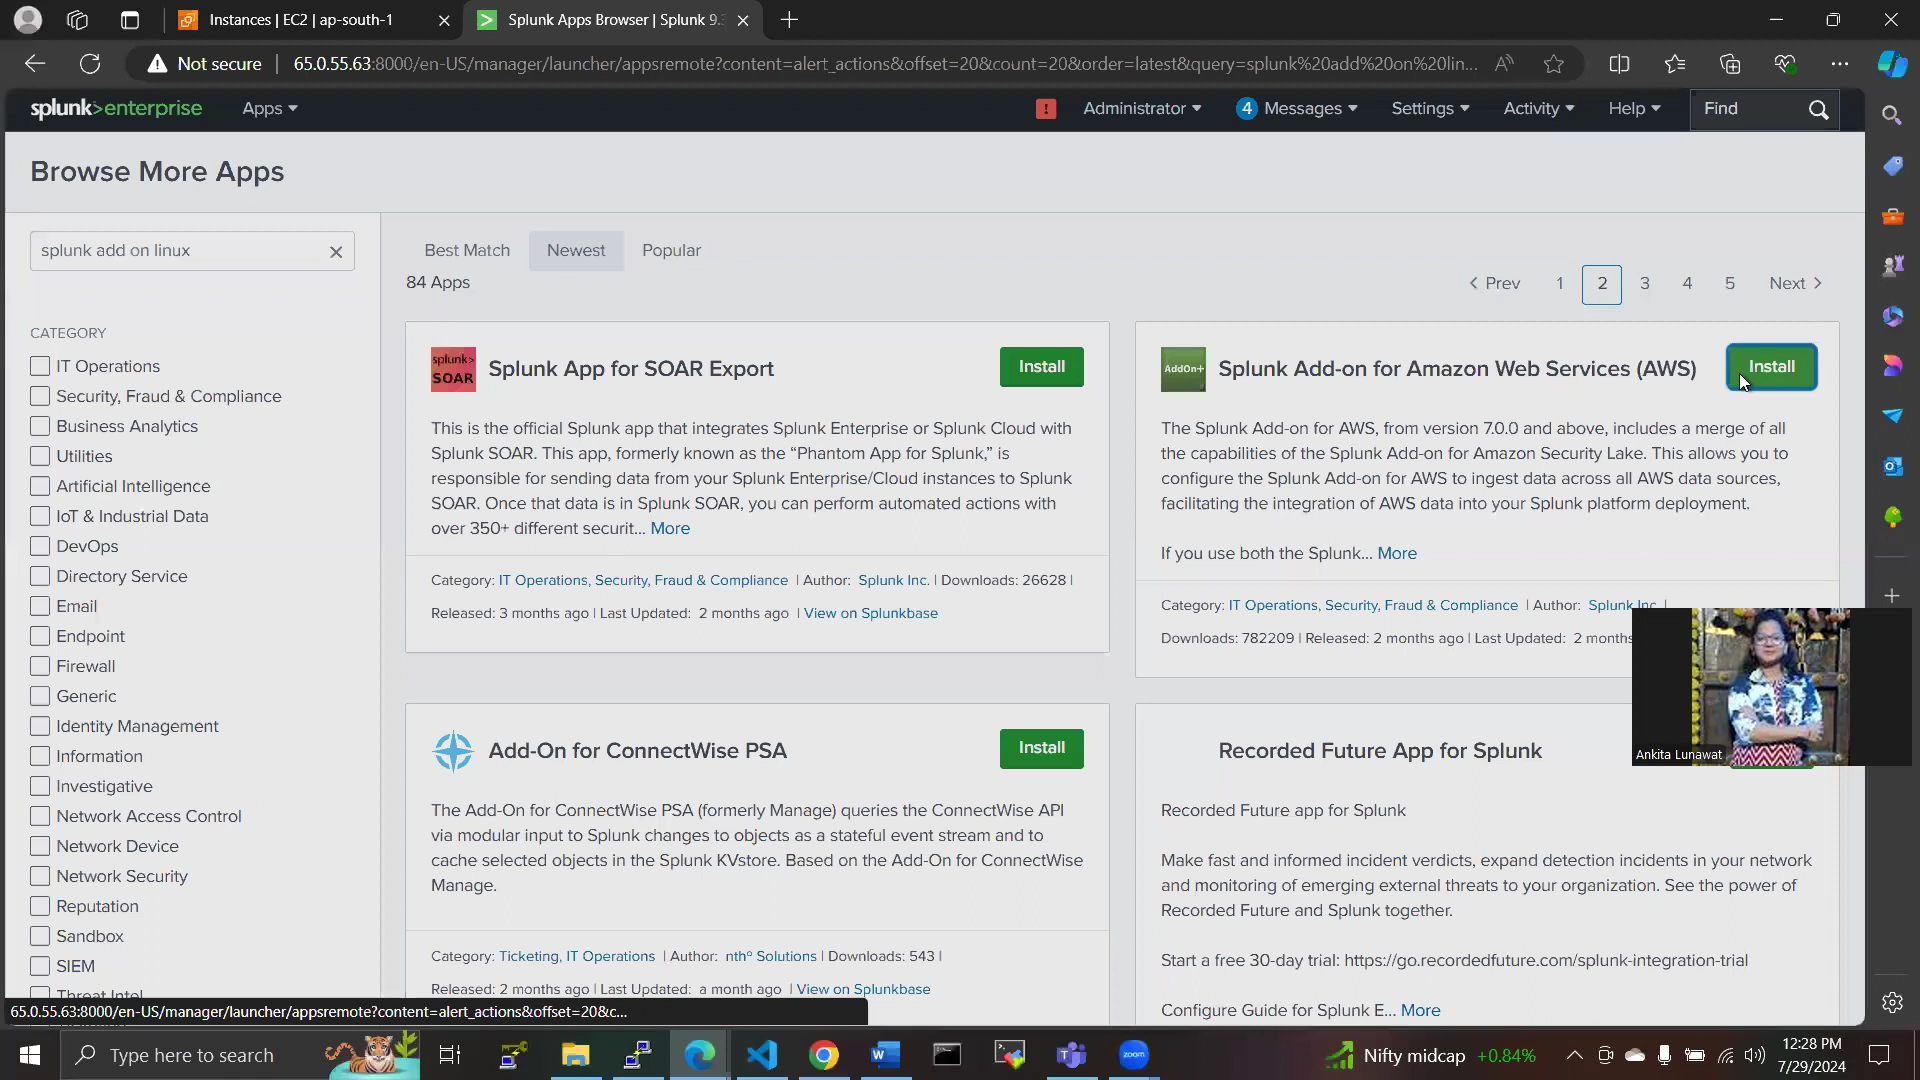 Instances | EC2 | ap-south-1
Splunk Apps Browser | Splunk 9.
Not secure
65.0.55.63:8000/en-US/manager/launcher/appsremote?content=alert_actions&offset=20&count=20&order=latest&query=splunk%20add%20on%20lin...
splunk>enterprise
Apps
Administrator
4 Messages
Settings
Activity
Help
Find
Browse More Apps
splunk add on linux
Best Match
Newest
Popular
84 Apps
< Prev 1 2 3 4 5 Next >
CATEGORY
IT Operations
Security, Fraud & Compliance
Business Analytics
Utilities
Artificial Intelligence
IoT & Industrial Data
DevOps
Directory Service
Email
Endpoint
Firewall
Generic
Identity Management
Information
Investigative
Network Access Control
Network Device
Network Security
Reputation
Sandbox
SIEM
Threat Intel
splunk>
SOAR
Splunk App for SOAR Export
Install
This is the official Splunk app that integrates Splunk Enterprise or Splunk Cloud with
Splunk SOAR. This app, formerly known as the “Phantom App for Splunk,” is
responsible for sending data from your Splunk Enterprise/Cloud instances to Splunk
SOAR. Once that data is in Splunk SOAR, you can perform automated actions with
over 350+ different securit... More
Category: IT Operations, Security, Fraud & Compliance | Author: Splunk Inc. | Downloads: 26628 |
Released: 3 months ago | Last Updated: 2 months ago | View on Splunkbase
AddOn+
Splunk Add-on for Amazon Web Services (AWS)
Install
The Splunk Add-on for AWS, from version 7.0.0 and above, includes a merge of all
the capabilities of the Splunk Add-on for Amazon Security Lake. This allows you to
configure the Splunk Add-on for AWS to ingest data across all AWS data sources,
facilitating the integration of AWS data into your Splunk platform deployment.
If you use both the Splunk... More
Category: IT Operations, Security, Fraud & Compliance | Author: Splunk Inc. |
Downloads: 782209 | Released: 2 months ago | Last Updated: 2 months
Add-On for ConnectWise PSA
Install
The Add-On for ConnectWise PSA (formerly Manage) queries the ConnectWise API
via modular input to Splunk changes to objects as a stateful event stream and to
cache selected objects in the Splunk KVstore. Based on the Add-On for ConnectWise
Manage.
Category: Ticketing, IT Operations | Author: nth° Solutions | Downloads: 543 |
Released: 2 months ago | Last Updated: a month ago | View on Splunkbase
Recorded Future App for Splunk
Recorded Future app for Splunk
Make fast and informed incident verdicts, expand detection incidents in your network
and monitoring of emerging external threats to your organization. See the power of
Recorded Future and Splunk together.
Start a free 30-day trial: https://go.recordedfuture.com/splunk-integration-trial
Configure Guide for Splunk E... More
Ankita Lunawat
65.0.55.63:8000/en-US/manager/launcher/appsremote?content=alert_actions&offset=20&c...
Type here to search
zoom
Nifty midcap +0.84%
12:28 PM
7/29/2024